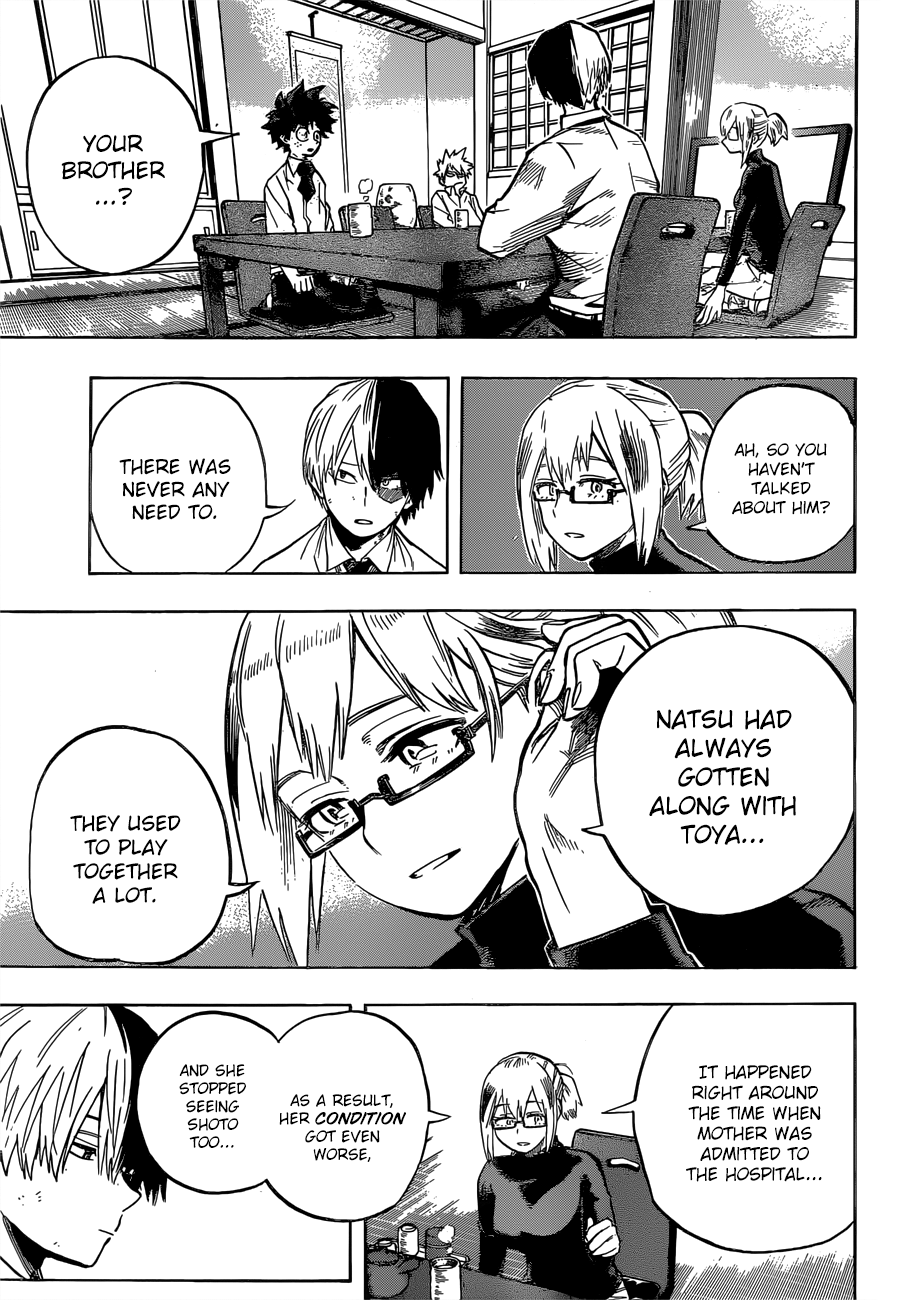 YOUR
BROTHER
...?
AH, SO YOU
HAVEN'T
TALKED
ABOUT HIM?
THERE WAS
NEVER ANY
NEED TO.
NATSU HAD
ALWAYS
GOTTEN
ALONG WITH
TOYA...
THEY USED
TO PLAY
TOGETHER
A LOT.
IT HAPPENED
RIGHT AROUND
THE TIME WHEN
MOTHER WAS
ADMITTED TO
THE HOSPITAL...
AS A RESULT,
HER CONDITION
GOT EVEN
WORSE,
AND SHE
STOPPED
SEEING
SHOTO
TOO...